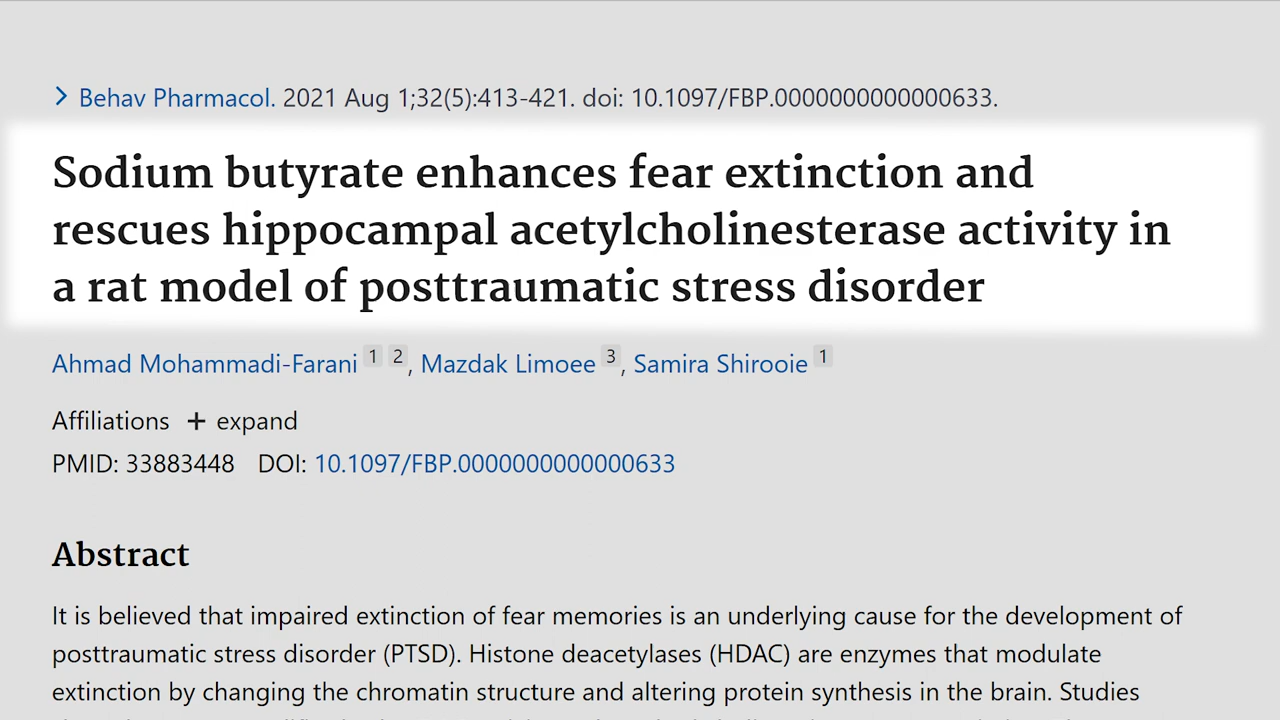 > Behav Pharmacol. 2021 Aug 1;32(5):413-421. doi: 10.1097/FBP.0000000000000633.
Sodium butyrate enhances fear extinction and
rescues hippocampal acetylcholinesterase activity in
a rat model of posttraumatic stress disorder
Ahmad Mohammadi-Farani 1 2, Mazdak Limoee 3, Samira Shirooie 1
Affiliations + expand
PMID: 33883448 DOI: 10.1097/FBP.0000000000000633
Abstract
It is believed that impaired extinction of fear memories is an underlying cause for the development of
posttraumatic stress disorder (PTSD). Histone deacetylases (HDAC) are enzymes that modulate
extinction by changing the chromatin structure and altering protein synthesis in the brain. Studies